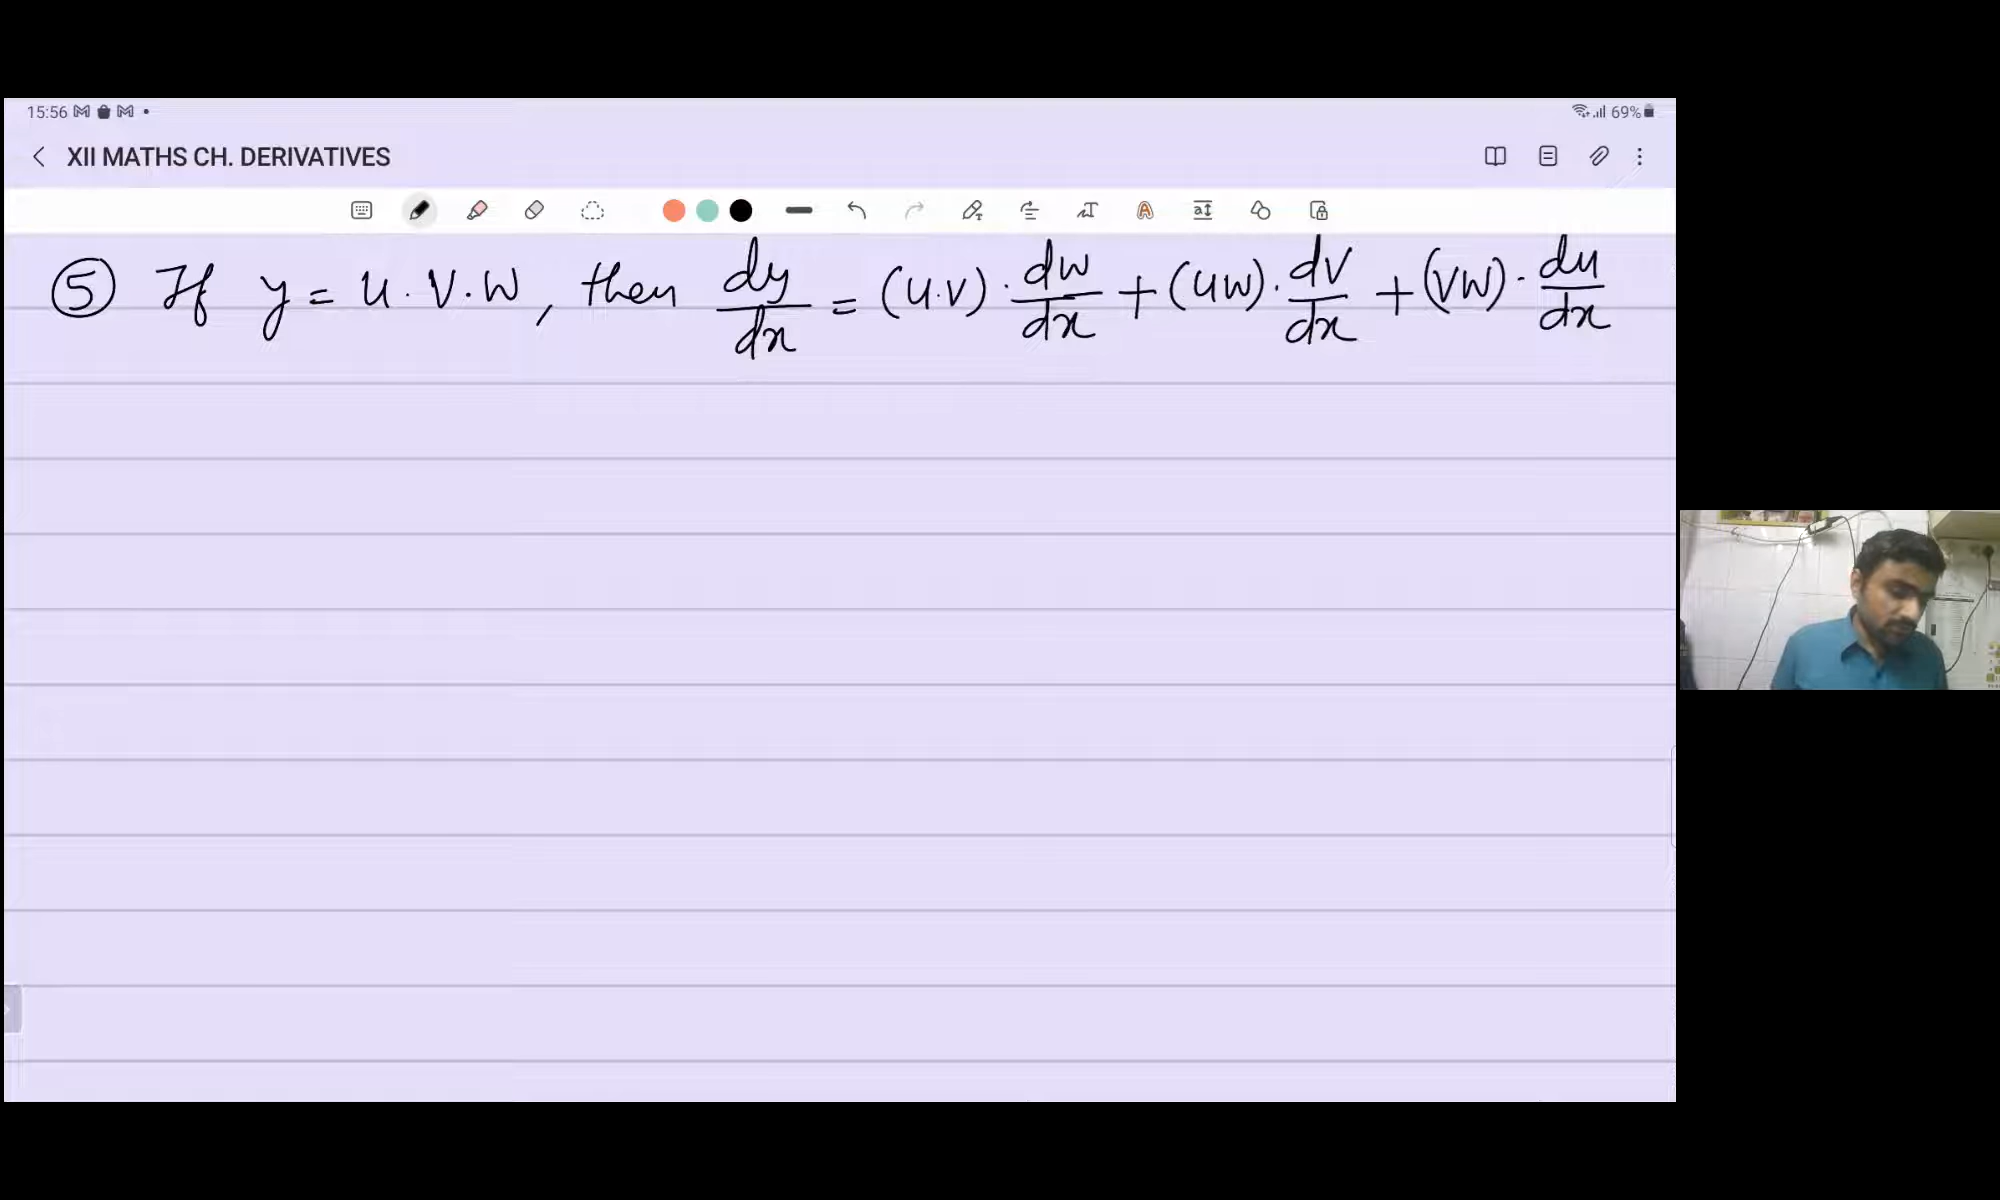 15:56
69%
XII MATHS CH. DERIVATIVES
⑤ If y = u·v·w, then dy/dx = (u·v)·dw/dx + (uw)·dv/dx + (vw)·du/dx